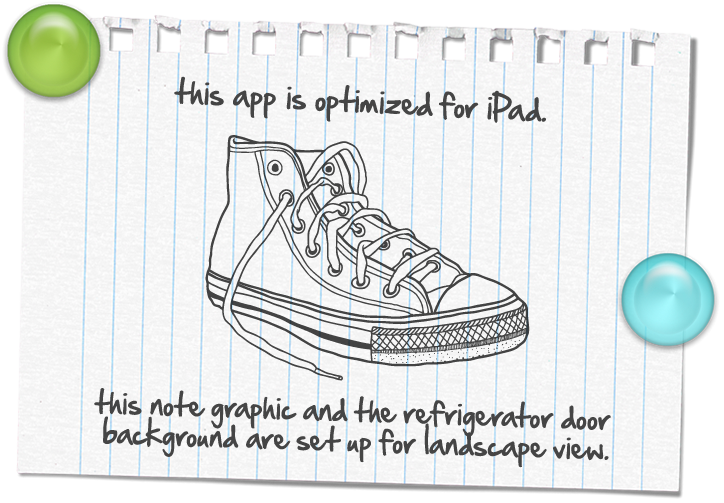 this app is optimized for iPad.
this note graphic and the refrigerator door
background are set up for landscape view.